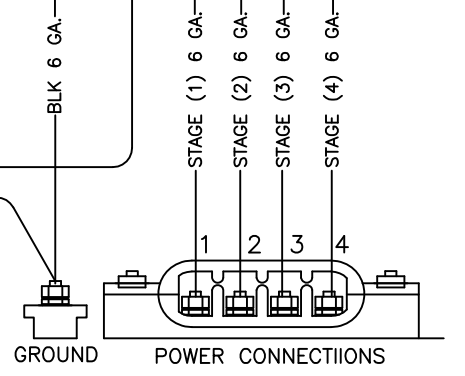 BLK 6 GA.
STAGE (1) 6 GA.
STAGE (2) 6 GA.
STAGE (3) 6 GA.
STAGE (4) 6 GA.
1 2 3 4
GROUND
POWER CONNECTIIONS